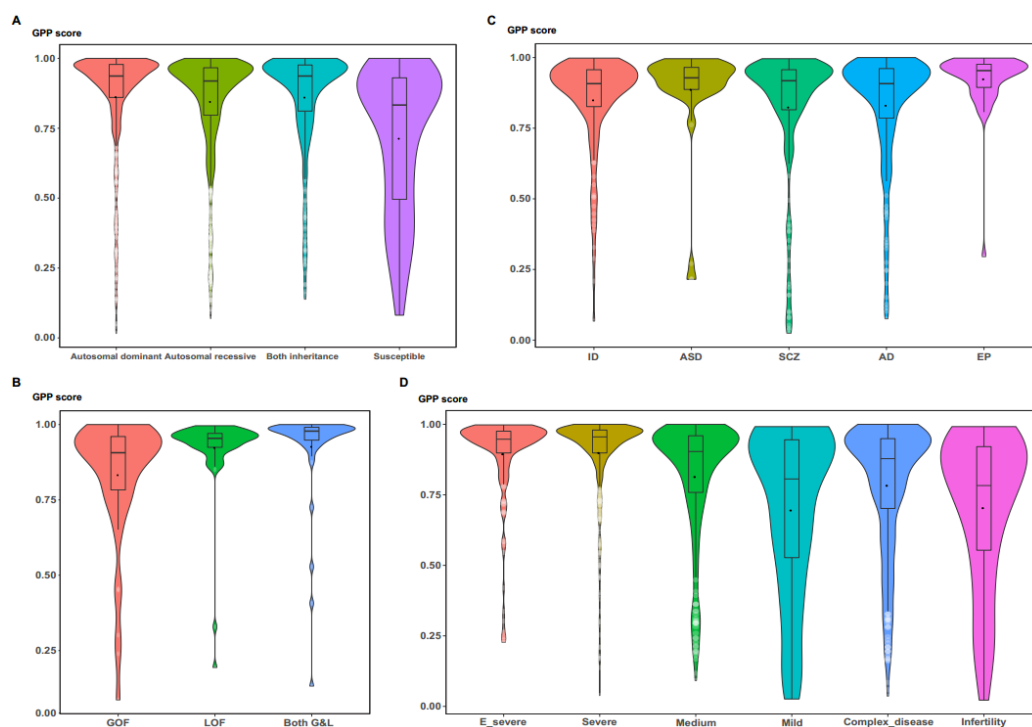 A
GPP score
1.00
0.75
0.50
0.25
0.00
Autosomal dominant Autosomal recessive Both inheritance Susceptible
C
GPP score
1.00
0.75
0.50
0.25
0.00
ID ASD SCZ AD EP
B
GPP score
1.00
0.75
0.50
0.25
0.00
GOF LOF Both G&L
D
GPP score
1.00
0.75
0.50
0.25
0.00
E_severe Severe Medium Mild Complex_disease Infertility